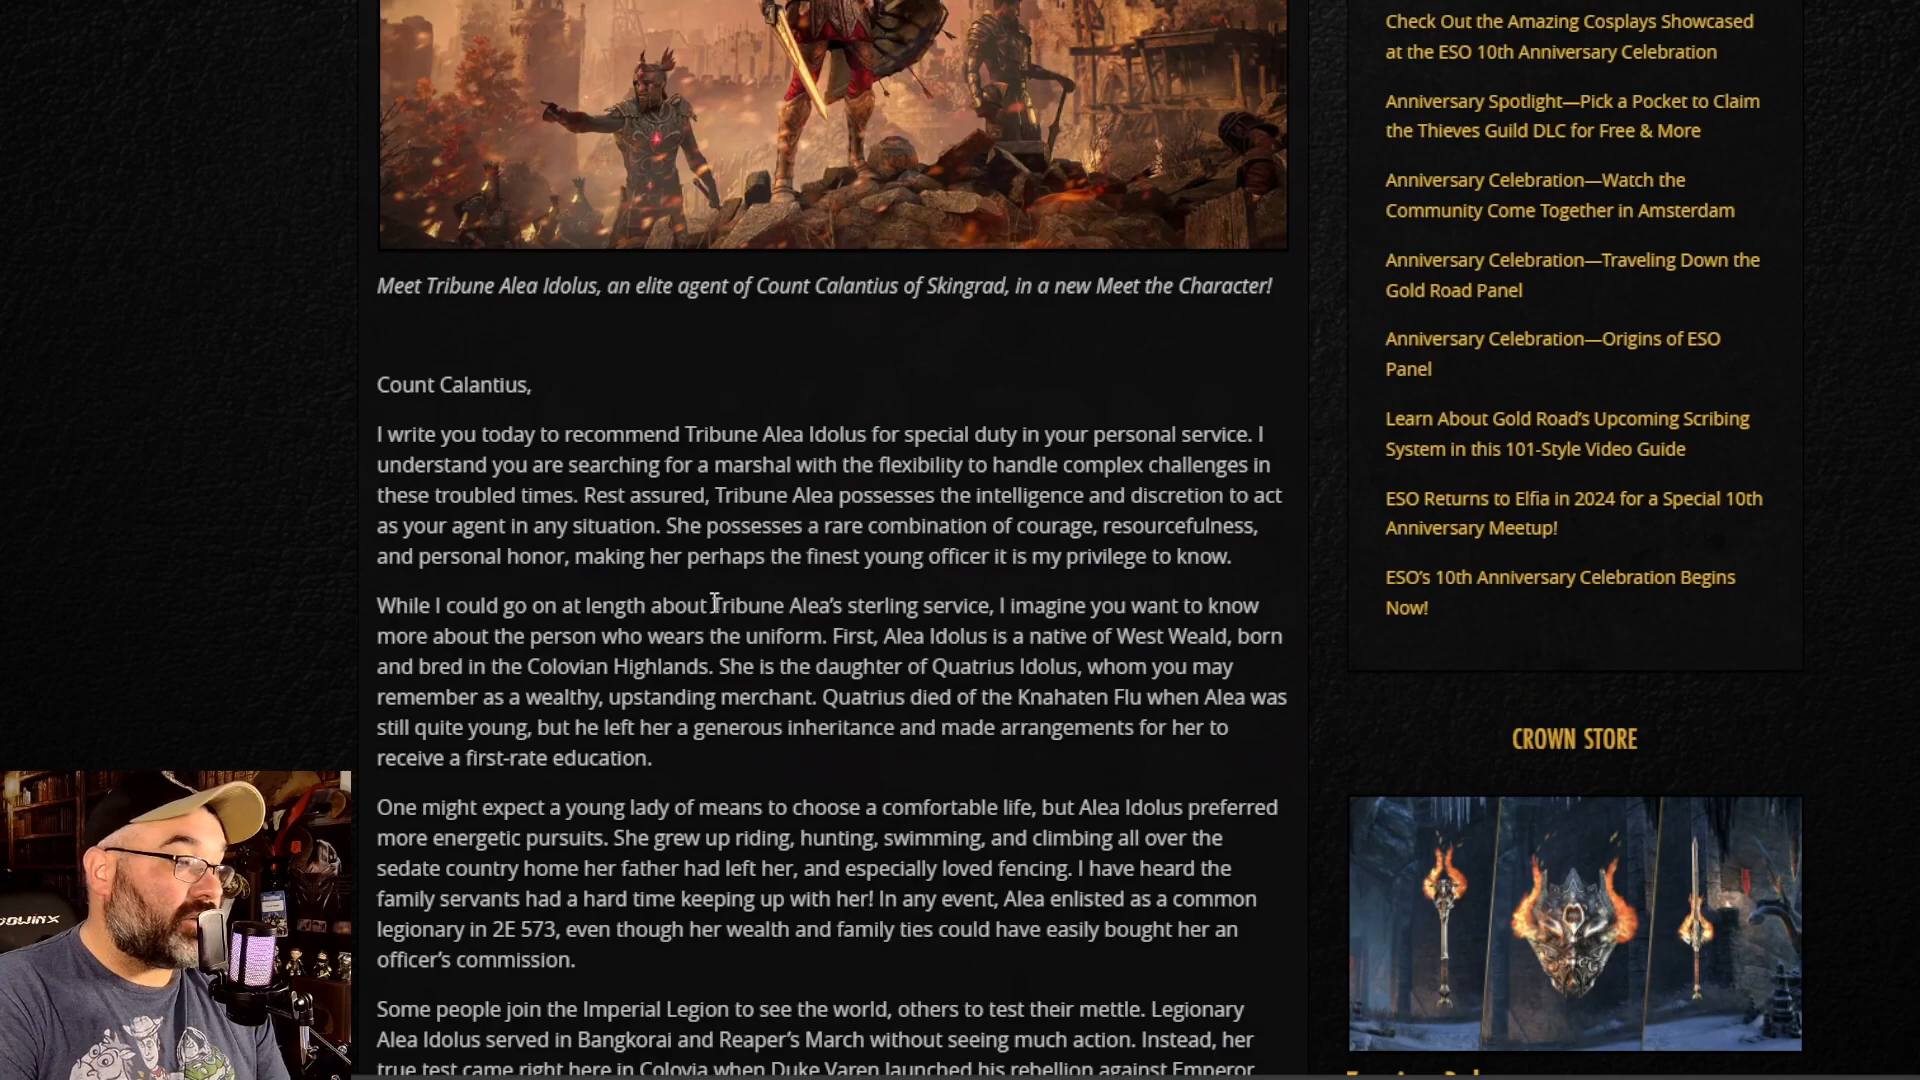 Meet Tribune Alea Idolus, an elite agent of Count Calantius of Skingrad, in a new Meet the Character!
Count Calantius,
I write you today to recommend Tribune Alea Idolus for special duty in your personal service. I
understand you are searching for a marshal with the flexibility to handle complex challenges in
these troubled times. Rest assured, Tribune Alea possesses the intelligence and discretion to act
as your agent in any situation. She possesses a rare combination of courage, resourcefulness,
and personal honor, making her perhaps the finest young officer it is my privilege to know.
While I could go on at length about Tribune Alea's sterling service, I imagine you want to know
more about the person who wears the uniform. First, Alea Idolus is a native of West Weald, born
and bred in the Colovian Highlands. She is the daughter of Quatrius Idolus, whom you may
remember as a wealthy, upstanding merchant. Quatrius died of the Knahaten Flu when Alea was
still quite young, but he left her a generous inheritance and made arrangements for her to
receive a first-rate education.
One might expect a young lady of means to choose a comfortable life, but Alea Idolus preferred
more energetic pursuits. She grew up riding, hunting, swimming, and climbing all over the
sedate country home her father had left her, and especially loved fencing. I have heard the
family servants had a hard time keeping up with her! In any event, Alea enlisted as a common
legionary in 2E 573, even though her wealth and family ties could have easily bought her an
officer's commission.
Some people join the Imperial Legion to see the world, others to test their mettle. Legionary
Alea Idolus served in Bangkorai and Reaper's March without seeing much action. Instead, her
true test came right here in Colovia when Duke Varen launched his rebellion against Emperor
Check Out the Amazing Cosplays Showcased
at the ESO 10th Anniversary Celebration
Anniversary Spotlight—Pick a Pocket to Claim
the Thieves Guild DLC for Free & More
Anniversary Celebration—Watch the
Community Come Together in Amsterdam
Anniversary Celebration—Traveling Down the
Gold Road Panel
Anniversary Celebration—Origins of ESO
Panel
Learn About Gold Road's Upcoming Scribing
System in this 101-Style Video Guide
ESO Returns to Elfia in 2024 for a Special 10th
Anniversary Meetup!
ESO's 10th Anniversary Celebration Begins
Now!
CROWN STORE